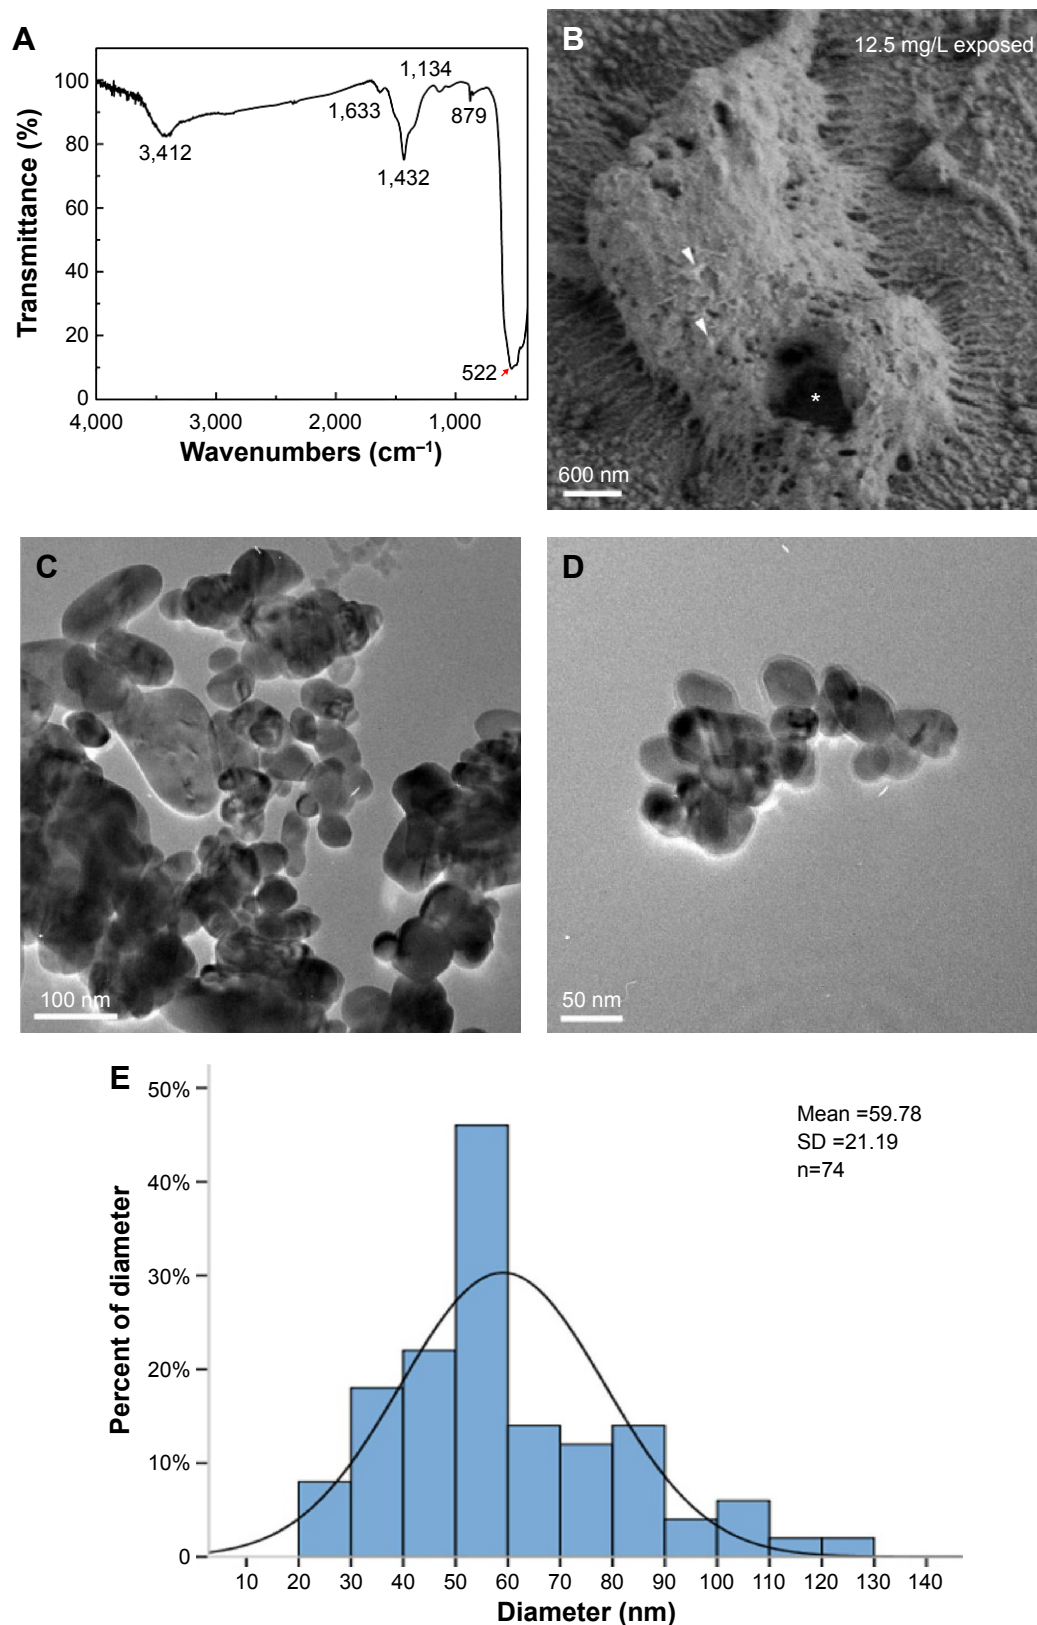 A
Transmittance (%)
100
80
60
40
20
0
3,412
1,633
1,432
1,134
879
522
4,000 3,000 2,000 1,000
Wavenumbers (cm⁻¹)
B
12.5 mg/L exposed
*
600 nm
C
100 nm
D
50 nm
E
Percent of diameter
50%
40%
30%
20%
10%
0
Mean =59.78
SD =21.19
n=74
10 20 30 40 50 60 70 80 90 100 110 120 130 140
Diameter (nm)